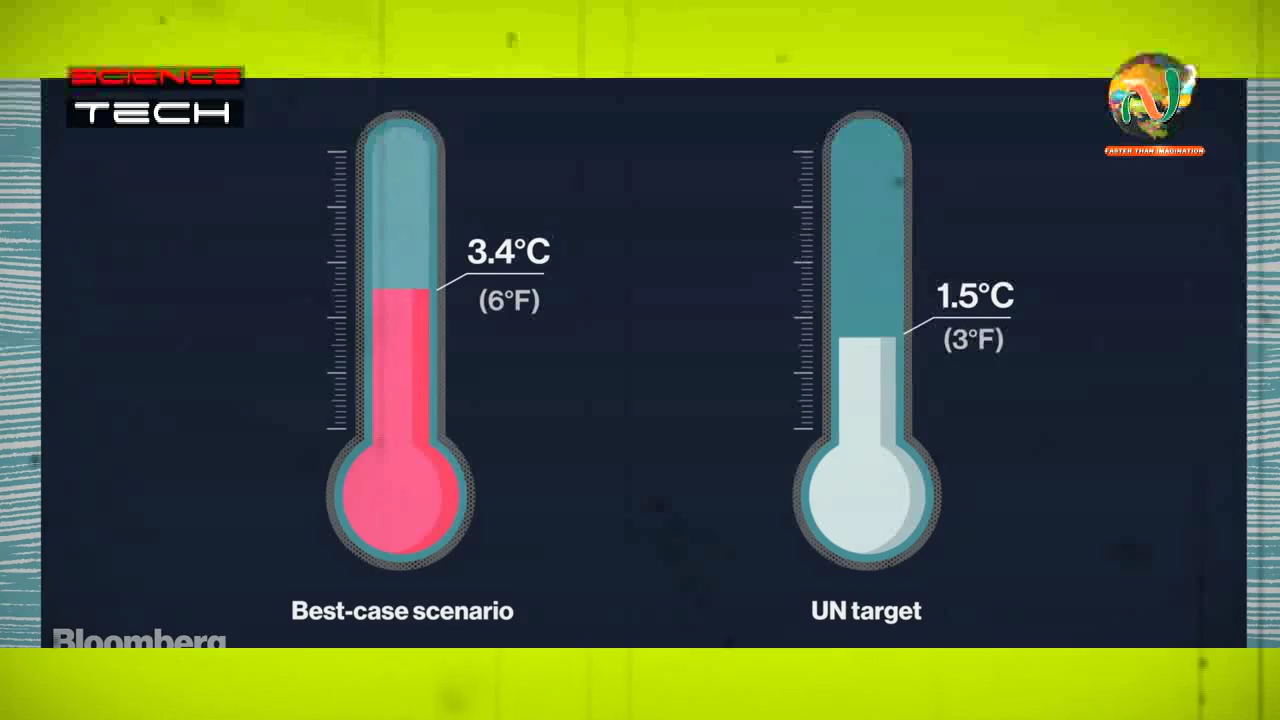 SCIENCE
TECH
FASTER THAN IMAGINATION
3.4°C
(6°F)
1.5°C
(3°F)
Best-case scenario
UN target
Bloomberg